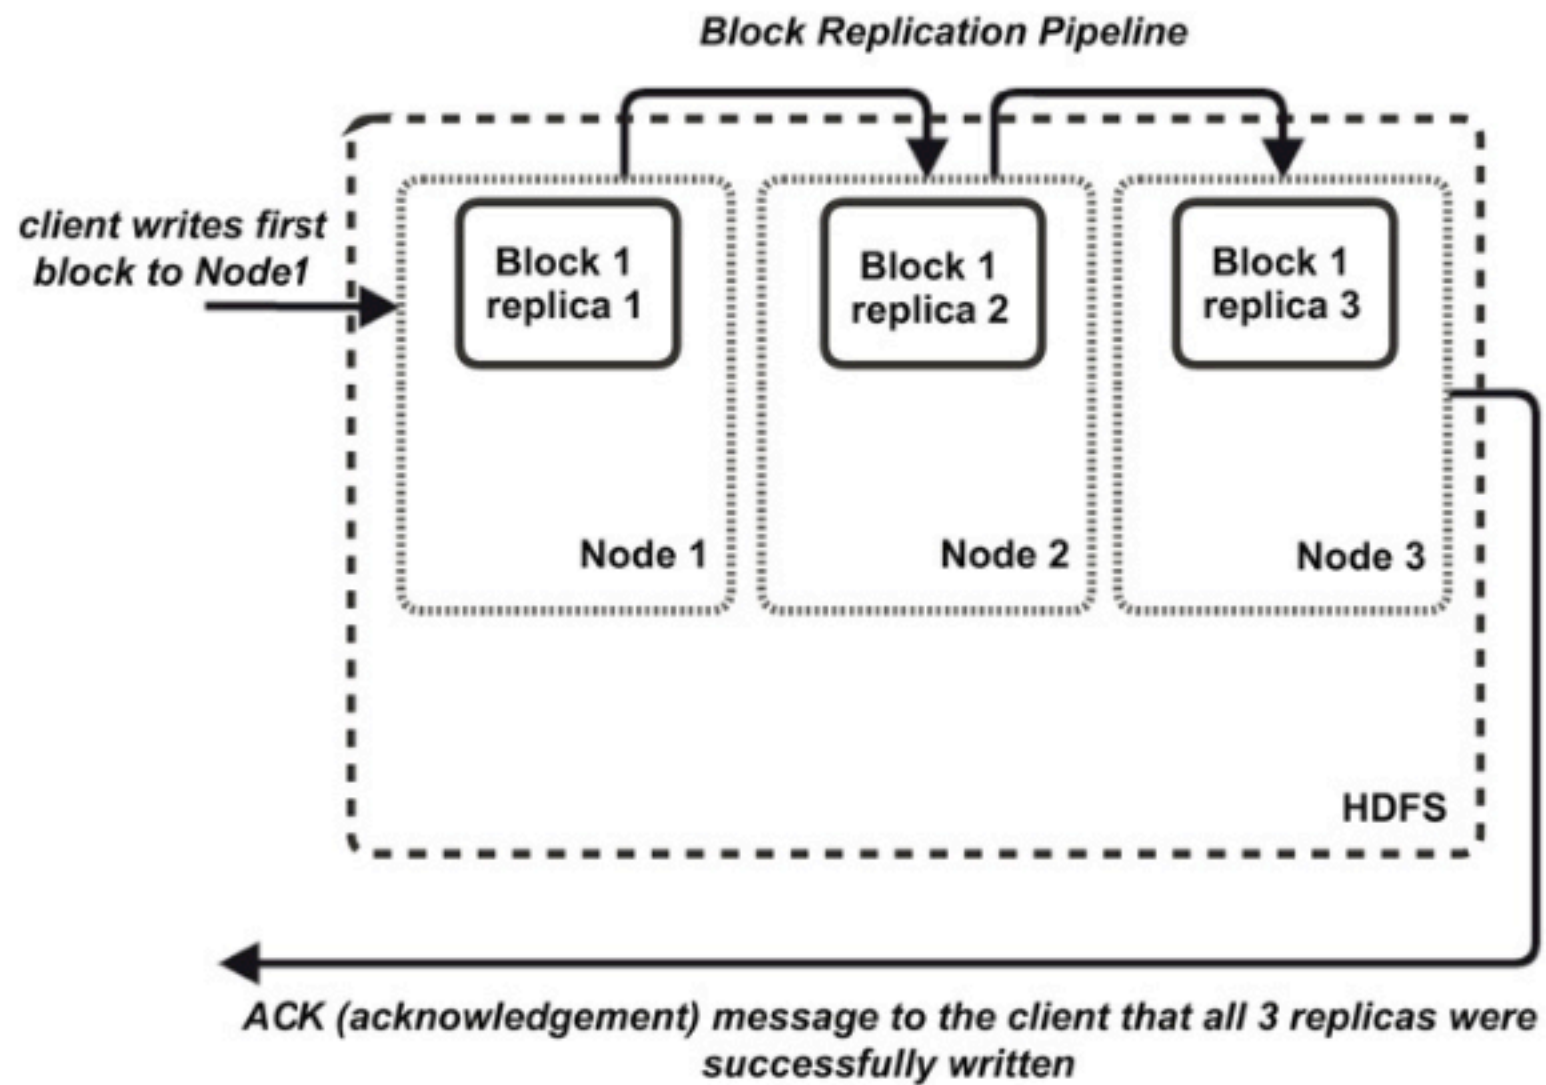 Block Replication Pipeline
client writes first
block to Node1
Block 1
replica 1
Block 1
replica 2
Block 1
replica 3
Node 1
Node 2
Node 3
HDFS
ACK (acknowledgement) message to the client that all 3 replicas were
successfully written